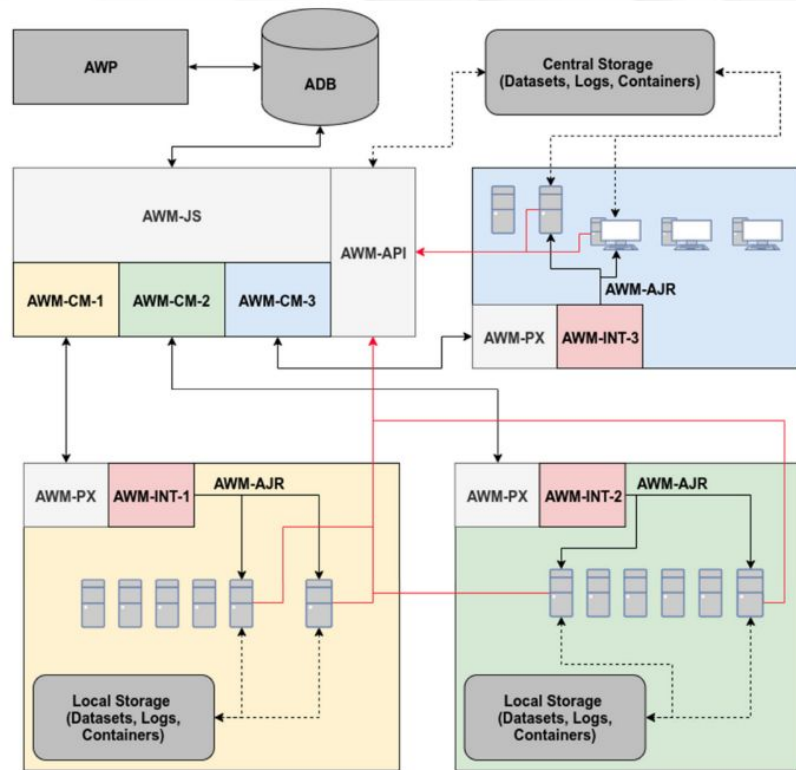 AWP
ADB
Central Storage
(Datasets, Logs, Containers)
AWM-JS
AWM-API
AWM-CM-1
AWM-CM-2
AWM-CM-3
AWM-AJR
AWM-PX
AWM-INT-3
AWM-PX
AWM-INT-1
AWM-AJR
AWM-PX
AWM-INT-2
AWM-AJR
Local Storage
(Datasets, Logs,
Containers)
Local Storage
(Datasets, Logs,
Containers)